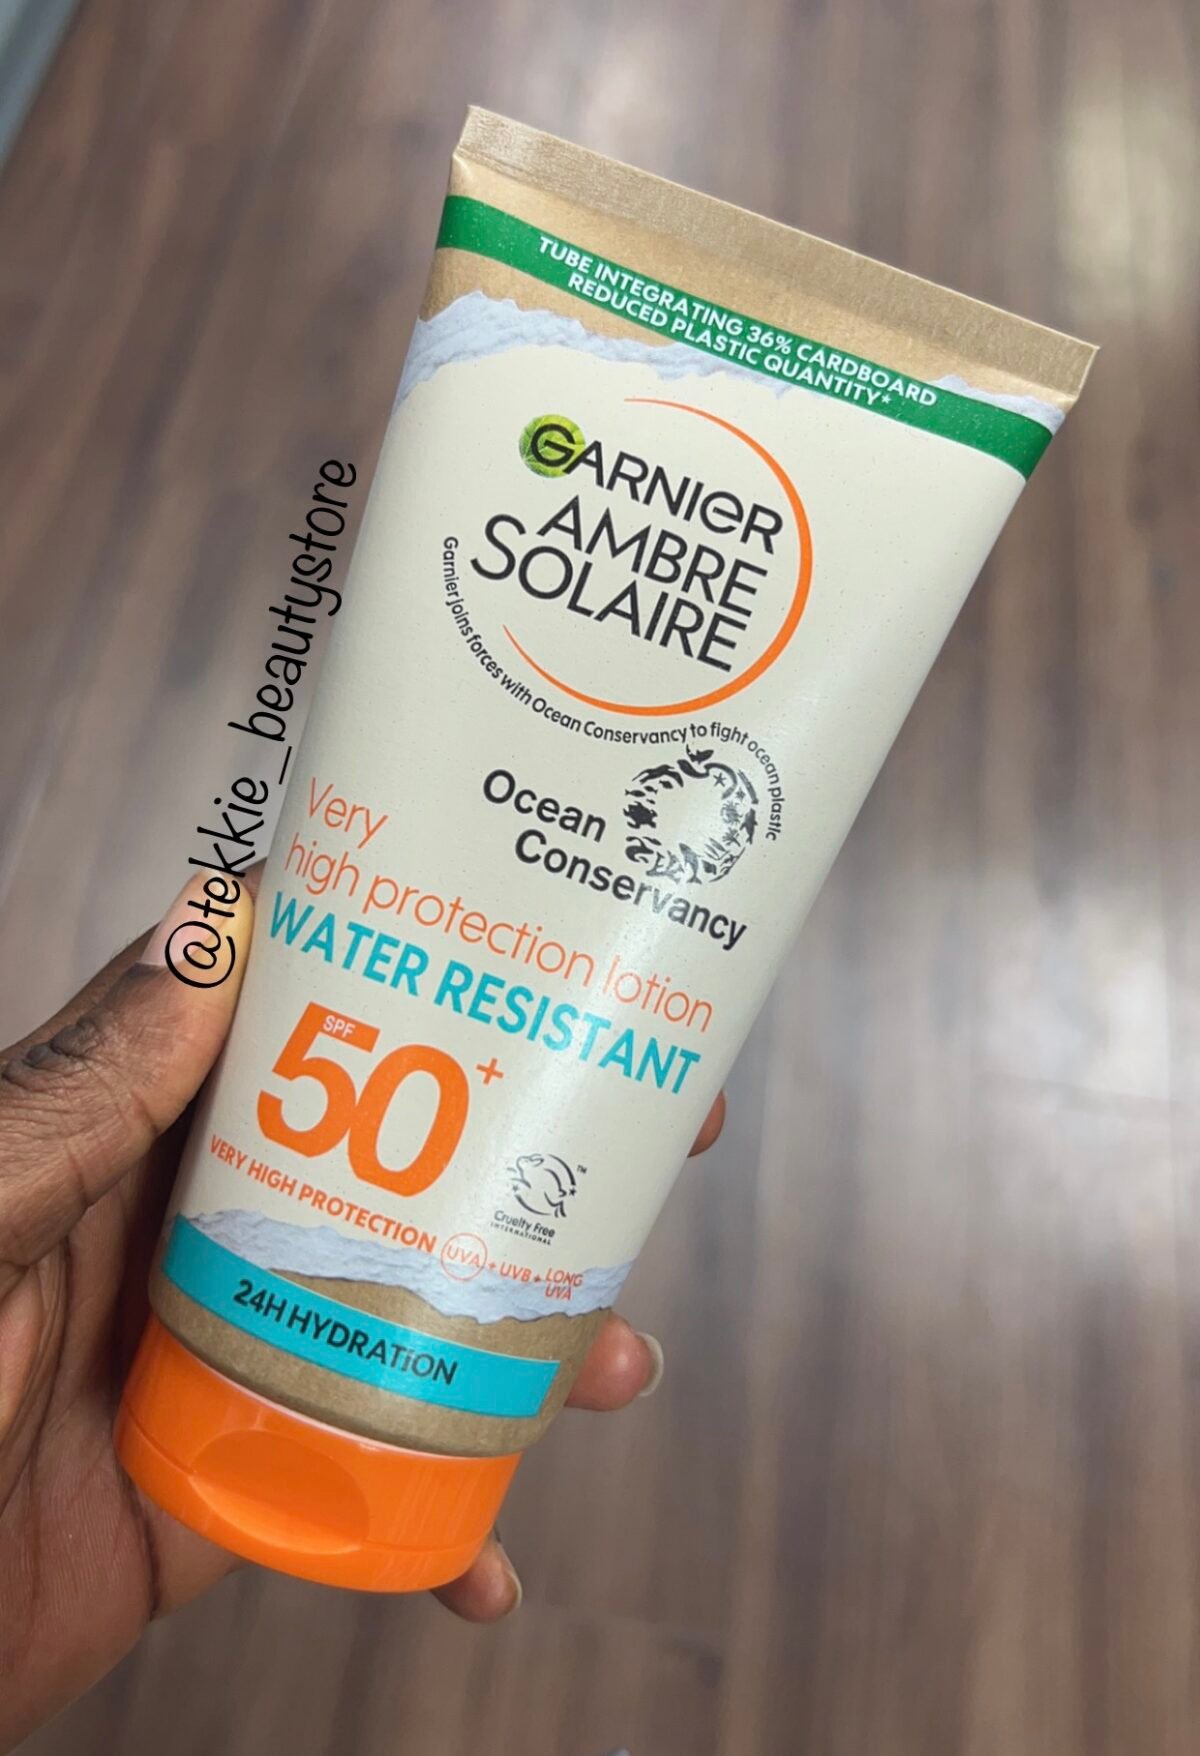 TUBE INTEGRATING 36% CARDBOARD
REDUCED PLASTIC QUANTITY*
GARNIER
AMBRE
SOLAIRE
Garnier joins forces with Ocean Conservancy to fight ocean plastic
Ocean
Conservancy
Very
high protection lotion
WATER RESISTANT
SPF
50+
VERY HIGH PROTECTION
UVA + UVB + LONG
UVA
TM
Cruelty Free
INTERNATIONAL
24H HYDRATION
@tekkie_beautystore